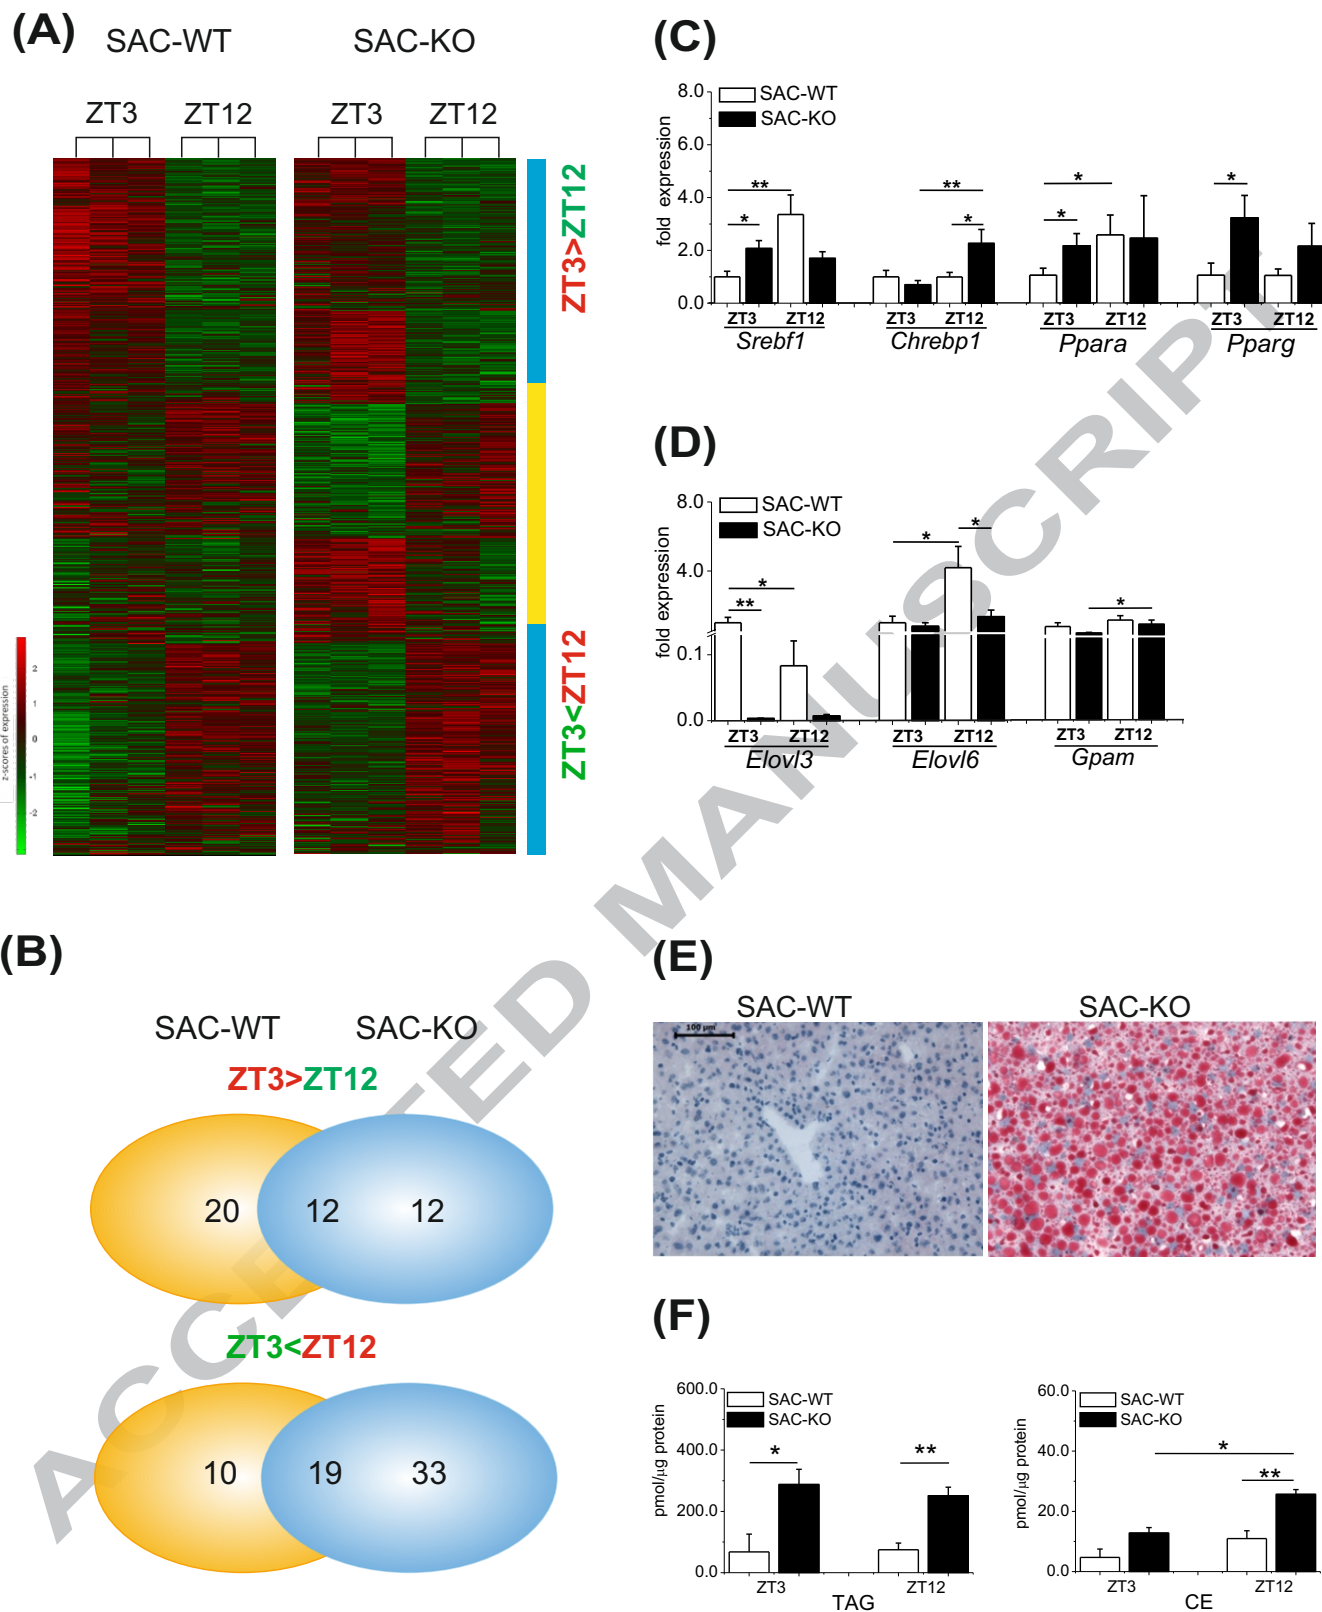 (A)
SAC-WT SAC-KO
ZT3 ZT12 ZT3 ZT12
ZT3>ZT12
ZT3<ZT12
z-scores of expression
2
1
0
-1
-2
(B)
SAC-WT SAC-KO
ZT3>ZT12
20 12 12
ZT3<ZT12
10 19 33
(C)
SAC-WT
SAC-KO
fold expression
8.0
6.0
4.0
2.0
0.0
** * ** * * * *
ZT3 ZT12 ZT3 ZT12 ZT3 ZT12 ZT3 ZT12
Srebf1 Chrebp1 Ppara Pparg
(D)
SAC-WT
SAC-KO
fold expression
8.0
4.0
0.1
0.0
* ** * * *
ZT3 ZT12 ZT3 ZT12 ZT3 ZT12
Elovl3 Elovl6 Gpam
(E)
SAC-WT SAC-KO
100 µm
(F)
SAC-WT
SAC-KO
pmol/µg protein
600.0
400.0
200.0
0.0
* **
ZT3 ZT12
TAG
SAC-WT
SAC-KO
pmol/µg protein
60.0
40.0
20.0
0.0
* **
ZT3 ZT12
CE
ACCEPTED MANUSCRIPT